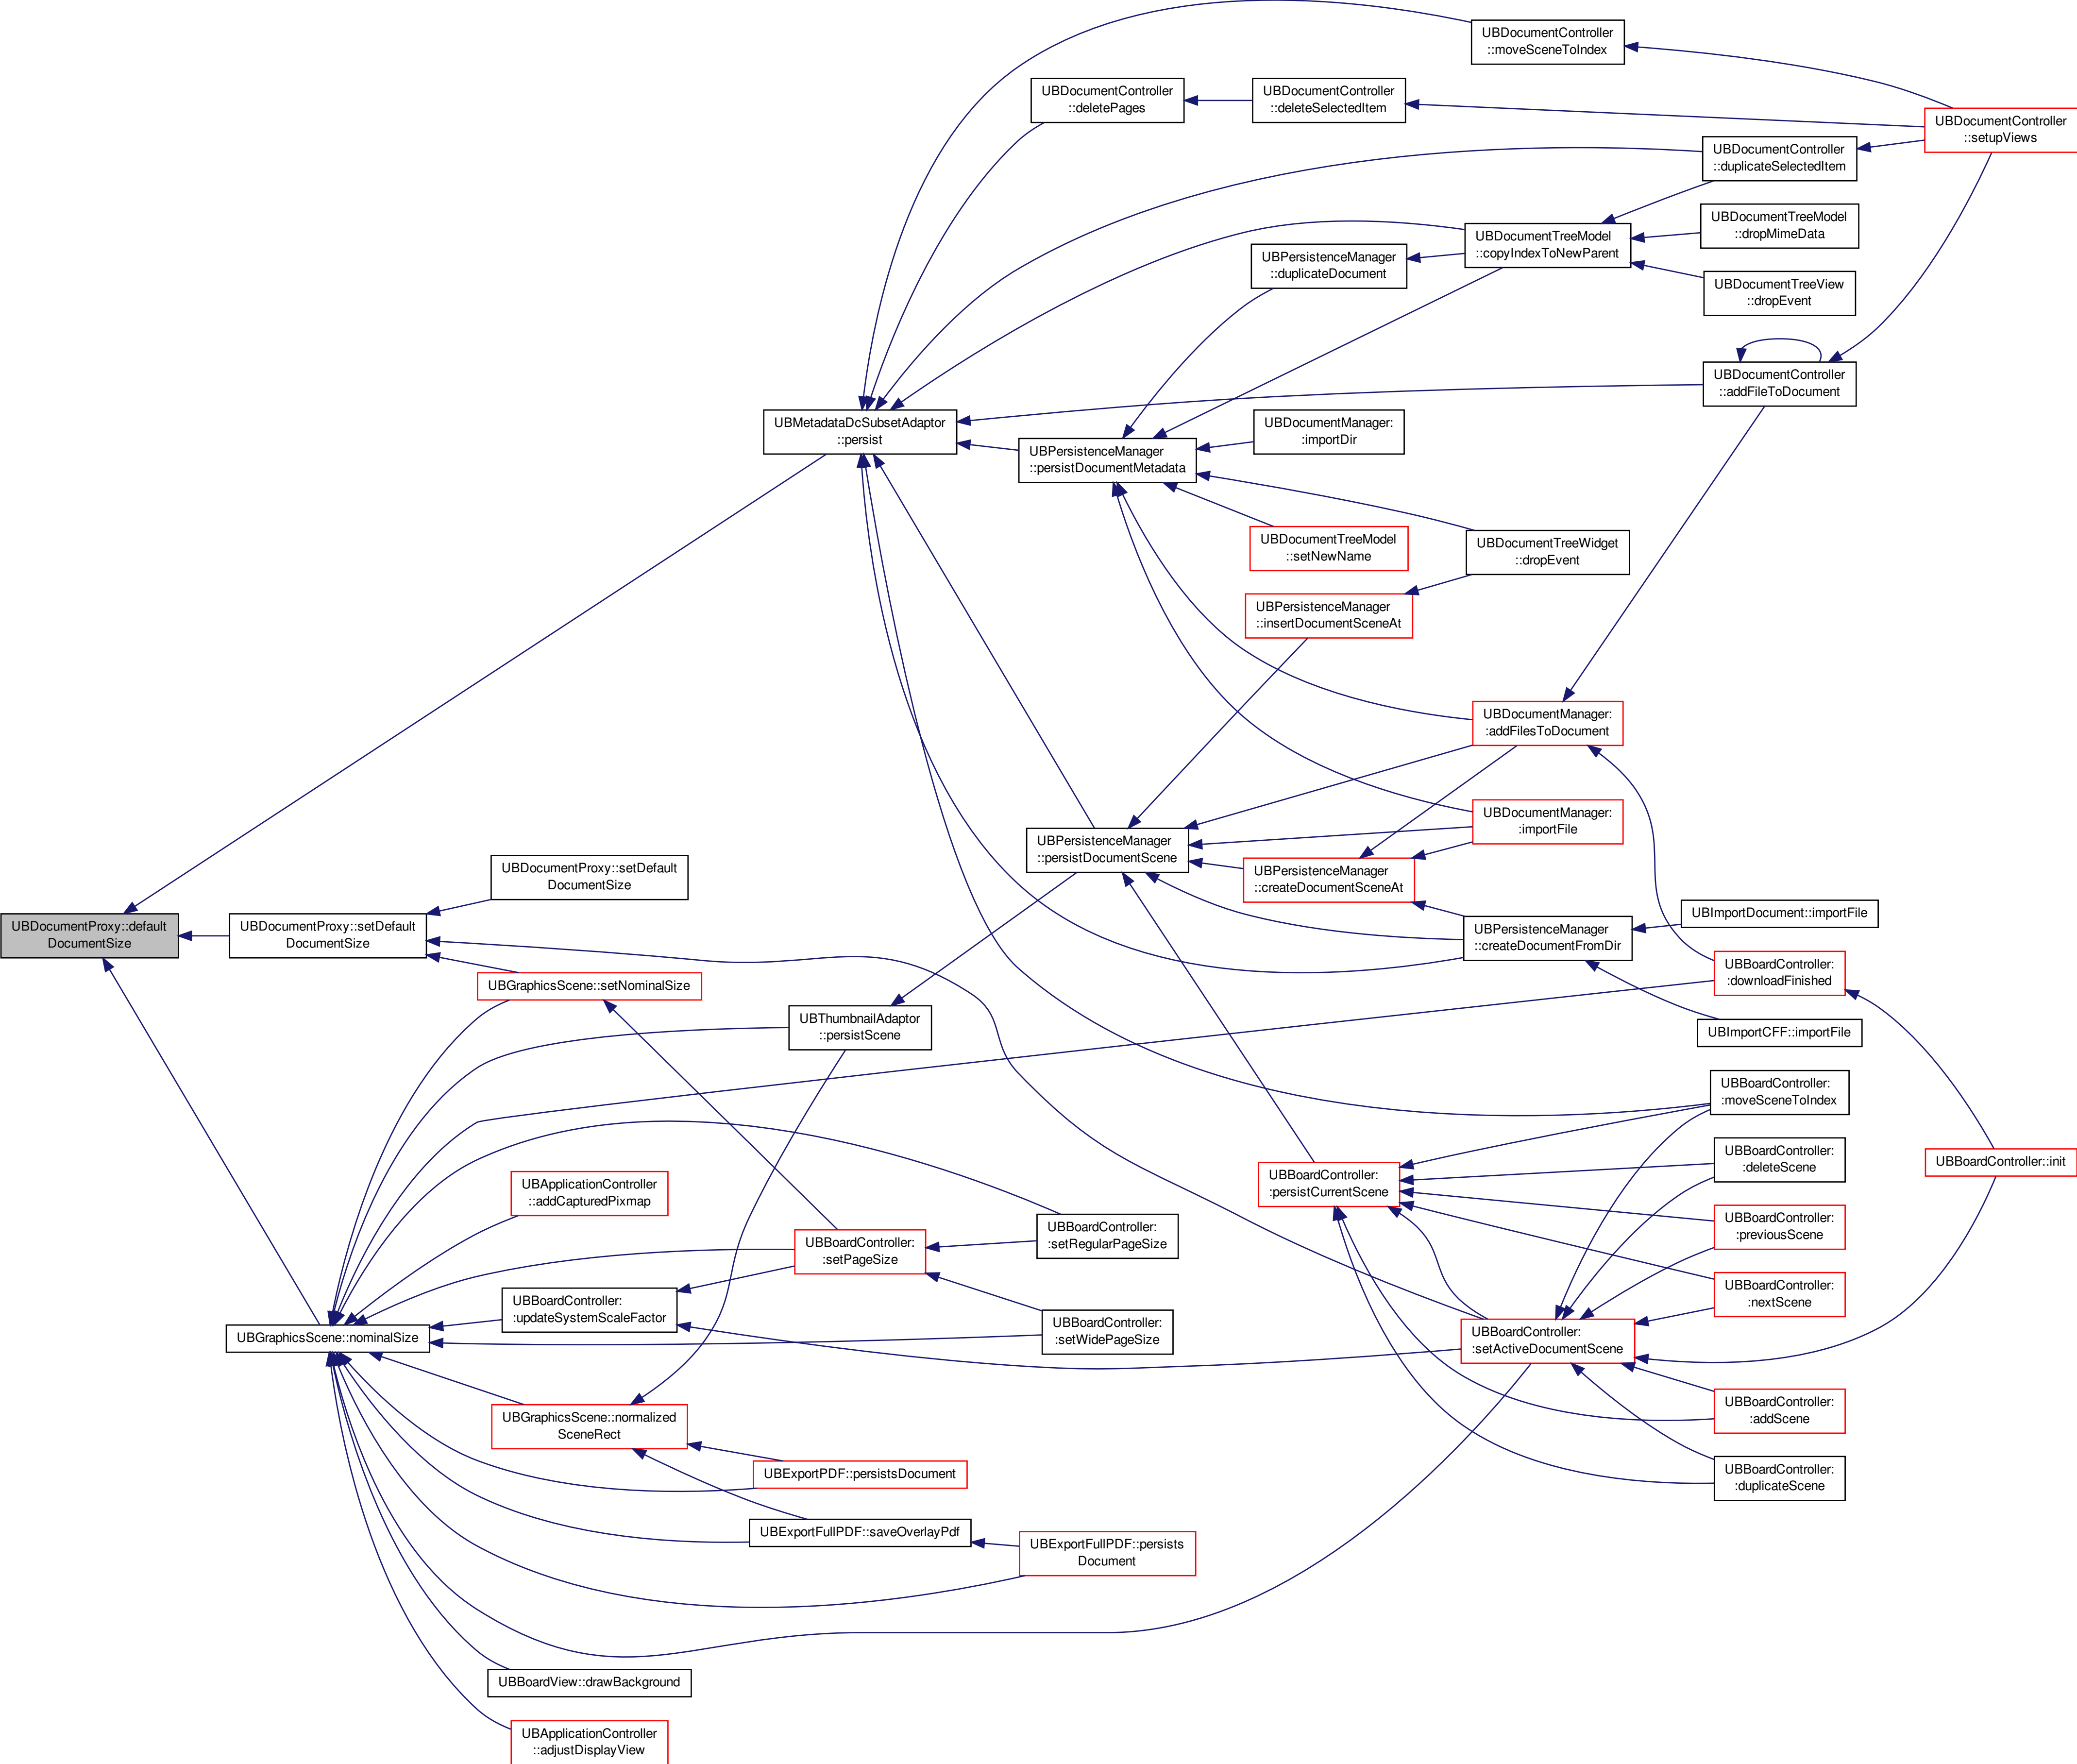 UBDocumentController
::moveSceneToIndex
UBDocumentController
::deletePages
UBDocumentController
::deleteSelectedItem
UBDocumentController
::setupViews
UBDocumentController
::duplicateSelectedItem
UBDocumentTreeModel
::dropMimeData
UBDocumentTreeModel
::copyIndexToNewParent
UBPersistenceManager
::duplicateDocument
UBDocumentTreeView
::dropEvent
UBDocumentController
::addFileToDocument
UBMetadataDcSubsetAdaptor
::persist
UBDocumentManager:
:importDir
UBPersistenceManager
::persistDocumentMetadata
UBDocumentTreeModel
::setNewName
UBDocumentTreeWidget
::dropEvent
UBPersistenceManager
::insertDocumentSceneAt
UBDocumentManager:
:addFilesToDocument
UBDocumentManager:
:importFile
UBPersistenceManager
::persistDocumentScene
UBPersistenceManager
::createDocumentSceneAt
UBDocumentProxy::setDefault
DocumentSize
UBDocumentProxy::default
DocumentSize
UBDocumentProxy::setDefault
DocumentSize
UBImportDocument::importFile
UBPersistenceManager
::createDocumentFromDir
UBBoardController:
:downloadFinished
UBGraphicsScene::setNominalSize
UBThumbnailAdaptor
::persistScene
UBImportCFF::importFile
UBBoardController:
:moveSceneToIndex
UBBoardController:
:deleteScene
UBBoardController::init
UBBoardController:
:persistCurrentScene
UBApplicationController
::addCapturedPixmap
UBBoardController:
:previousScene
UBBoardController:
:setRegularPageSize
UBBoardController:
:setPageSize
UBBoardController:
:nextScene
UBBoardController:
:updateSystemScaleFactor
UBBoardController:
:setWidePageSize
UBGraphicsScene::nominalSize
UBBoardController:
:setActiveDocumentScene
UBBoardController:
:addScene
UBGraphicsScene::normalized
SceneRect
UBExportPDF::persistsDocument
UBBoardController:
:duplicateScene
UBExportFullPDF::saveOverlayPdf
UBExportFullPDF::persists
Document
UBBoardView::drawBackground
UBApplicationController
::adjustDisplayView